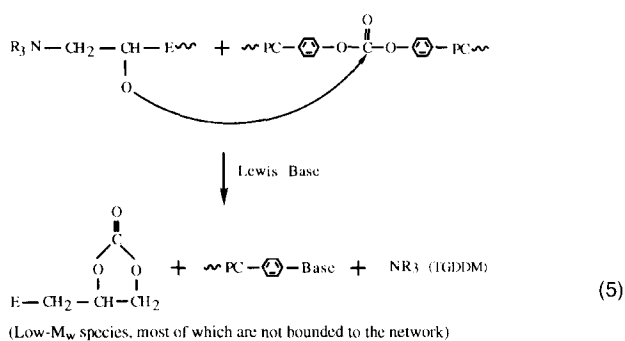 O
R3 N—CH2—CH—E + PC—O—C—O—PC
O
Lewis Base
O
C
O O + PC—Base + NR3 (TGDDM)
E—CH2—CH—CH2
(5)
(Low-Mw species, most of which are not bounded to the network)